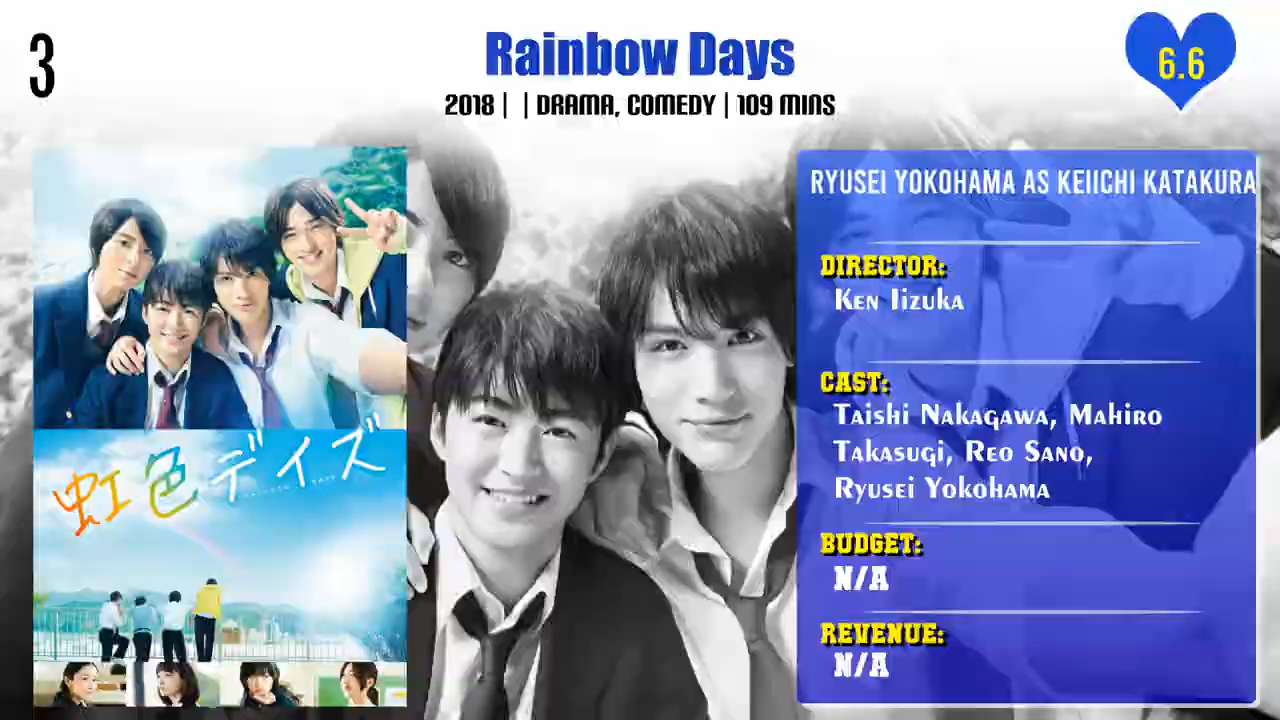 3
Rainbow Days
6.6
2018 | | DRAMA, COMEDY | 109 MINS
RYUSEI YOKOHAMA AS KEIICHI KATAKURA
DIRECTOR:
Ken Iizuka
CAST:
Taishi Nakagawa, Mahiro
Takasugi, Reo Sano,
Ryusei Yokohama
BUDGET:
N/A
REVENUE:
N/A
虹色デイズ